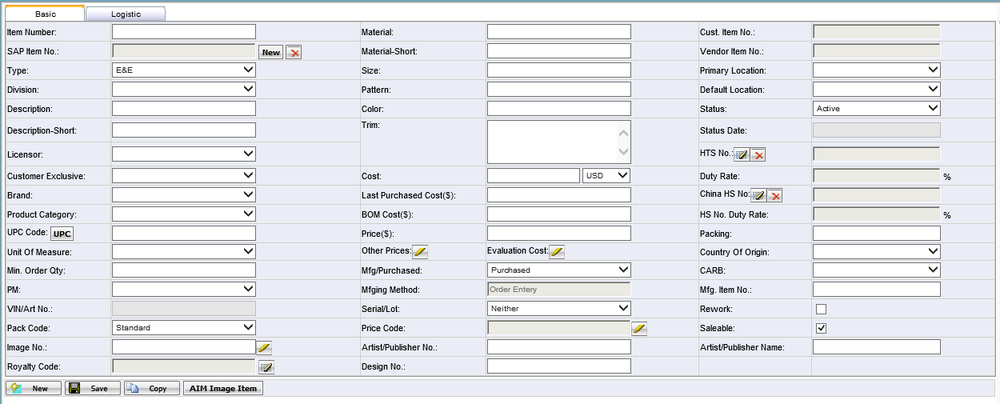 Basic Logistic
Item Number: Material: Cust. Item No.:
SAP Item No.: New Material-Short: Vendor Item No.:
Type: E&E Size: Primary Location:
Division: Pattern: Default Location:
Description: Color: Status: Active
Description-Short: Trim: Status Date:
Licensor: HTS No.:
Customer Exclusive: Cost: USD Duty Rate: %
Brand: Last Purchased Cost($): China HS No:
Product Category: BOM Cost($): HS No. Duty Rate: %
UPC Code: UPC Price($): Packing:
Unit Of Measure: Other Prices: Evaluation Cost: Country Of Origin:
Min. Order Qty: Mfg/Purchased: Purchased CARB:
PM: Mfging Method: Order Entery Mfg. Item No.:
VIN/Art No.: Serial/Lot: Neither Rework:
Pack Code: Standard Price Code: Saleable:
Image No.: Artist/Publisher No.: Artist/Publisher Name:
Royalty Code: Design No.:
New Save Copy AIM Image Item